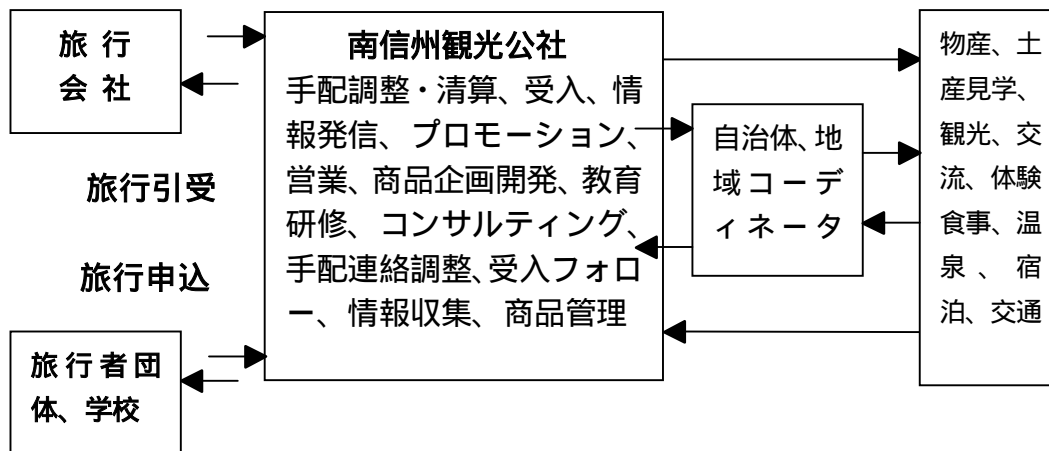 旅行
会社
旅行引受
旅行申込
旅行者団
体、学校
南信州観光公社
手配調整・清算、受入、情
報発信、プロモーション、
営業、商品企画開発、教育
研修、コンサルティング、
手配連絡調整、受入フォロ
ー、情報収集、商品管理
自治体、地
域コーデ
ィネータ
物産、土
産見学、
観光、交
流、体験
食事、温
泉、宿
泊、交通